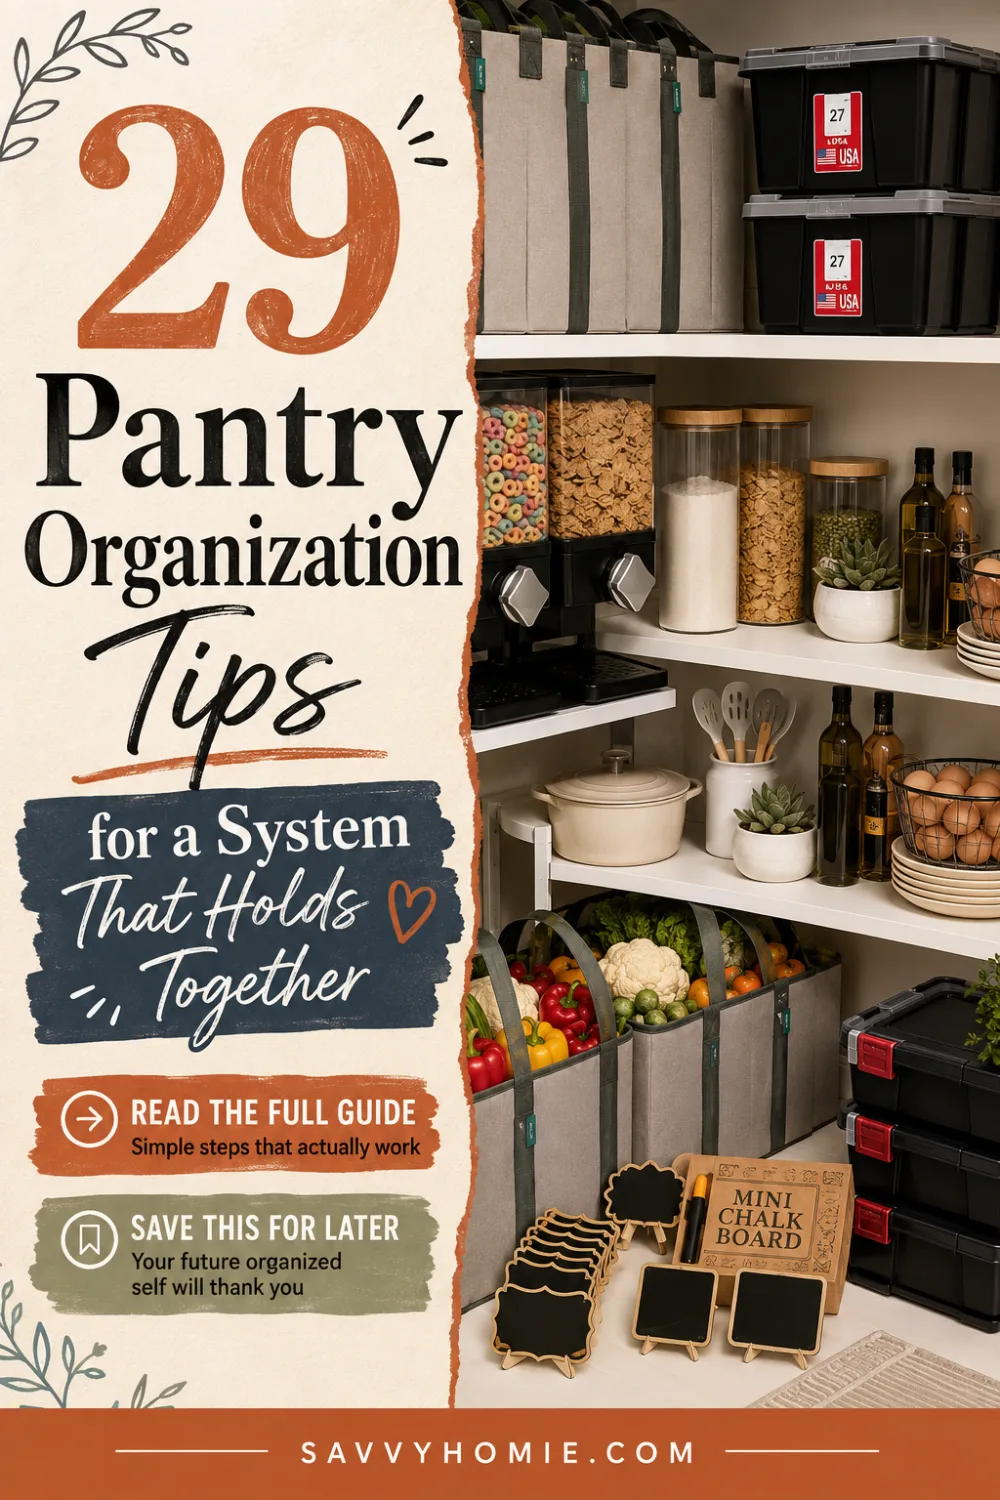 29
Pantry
Organization
Tips
for a System
That Holds
Together
READ THE FULL GUIDE
Simple steps that actually work
SAVE THIS FOR LATER
Your future organized
self will thank you
27
USA
27
USA
MINI
CHALK
BOARD
SAVVYHOMIE.COM